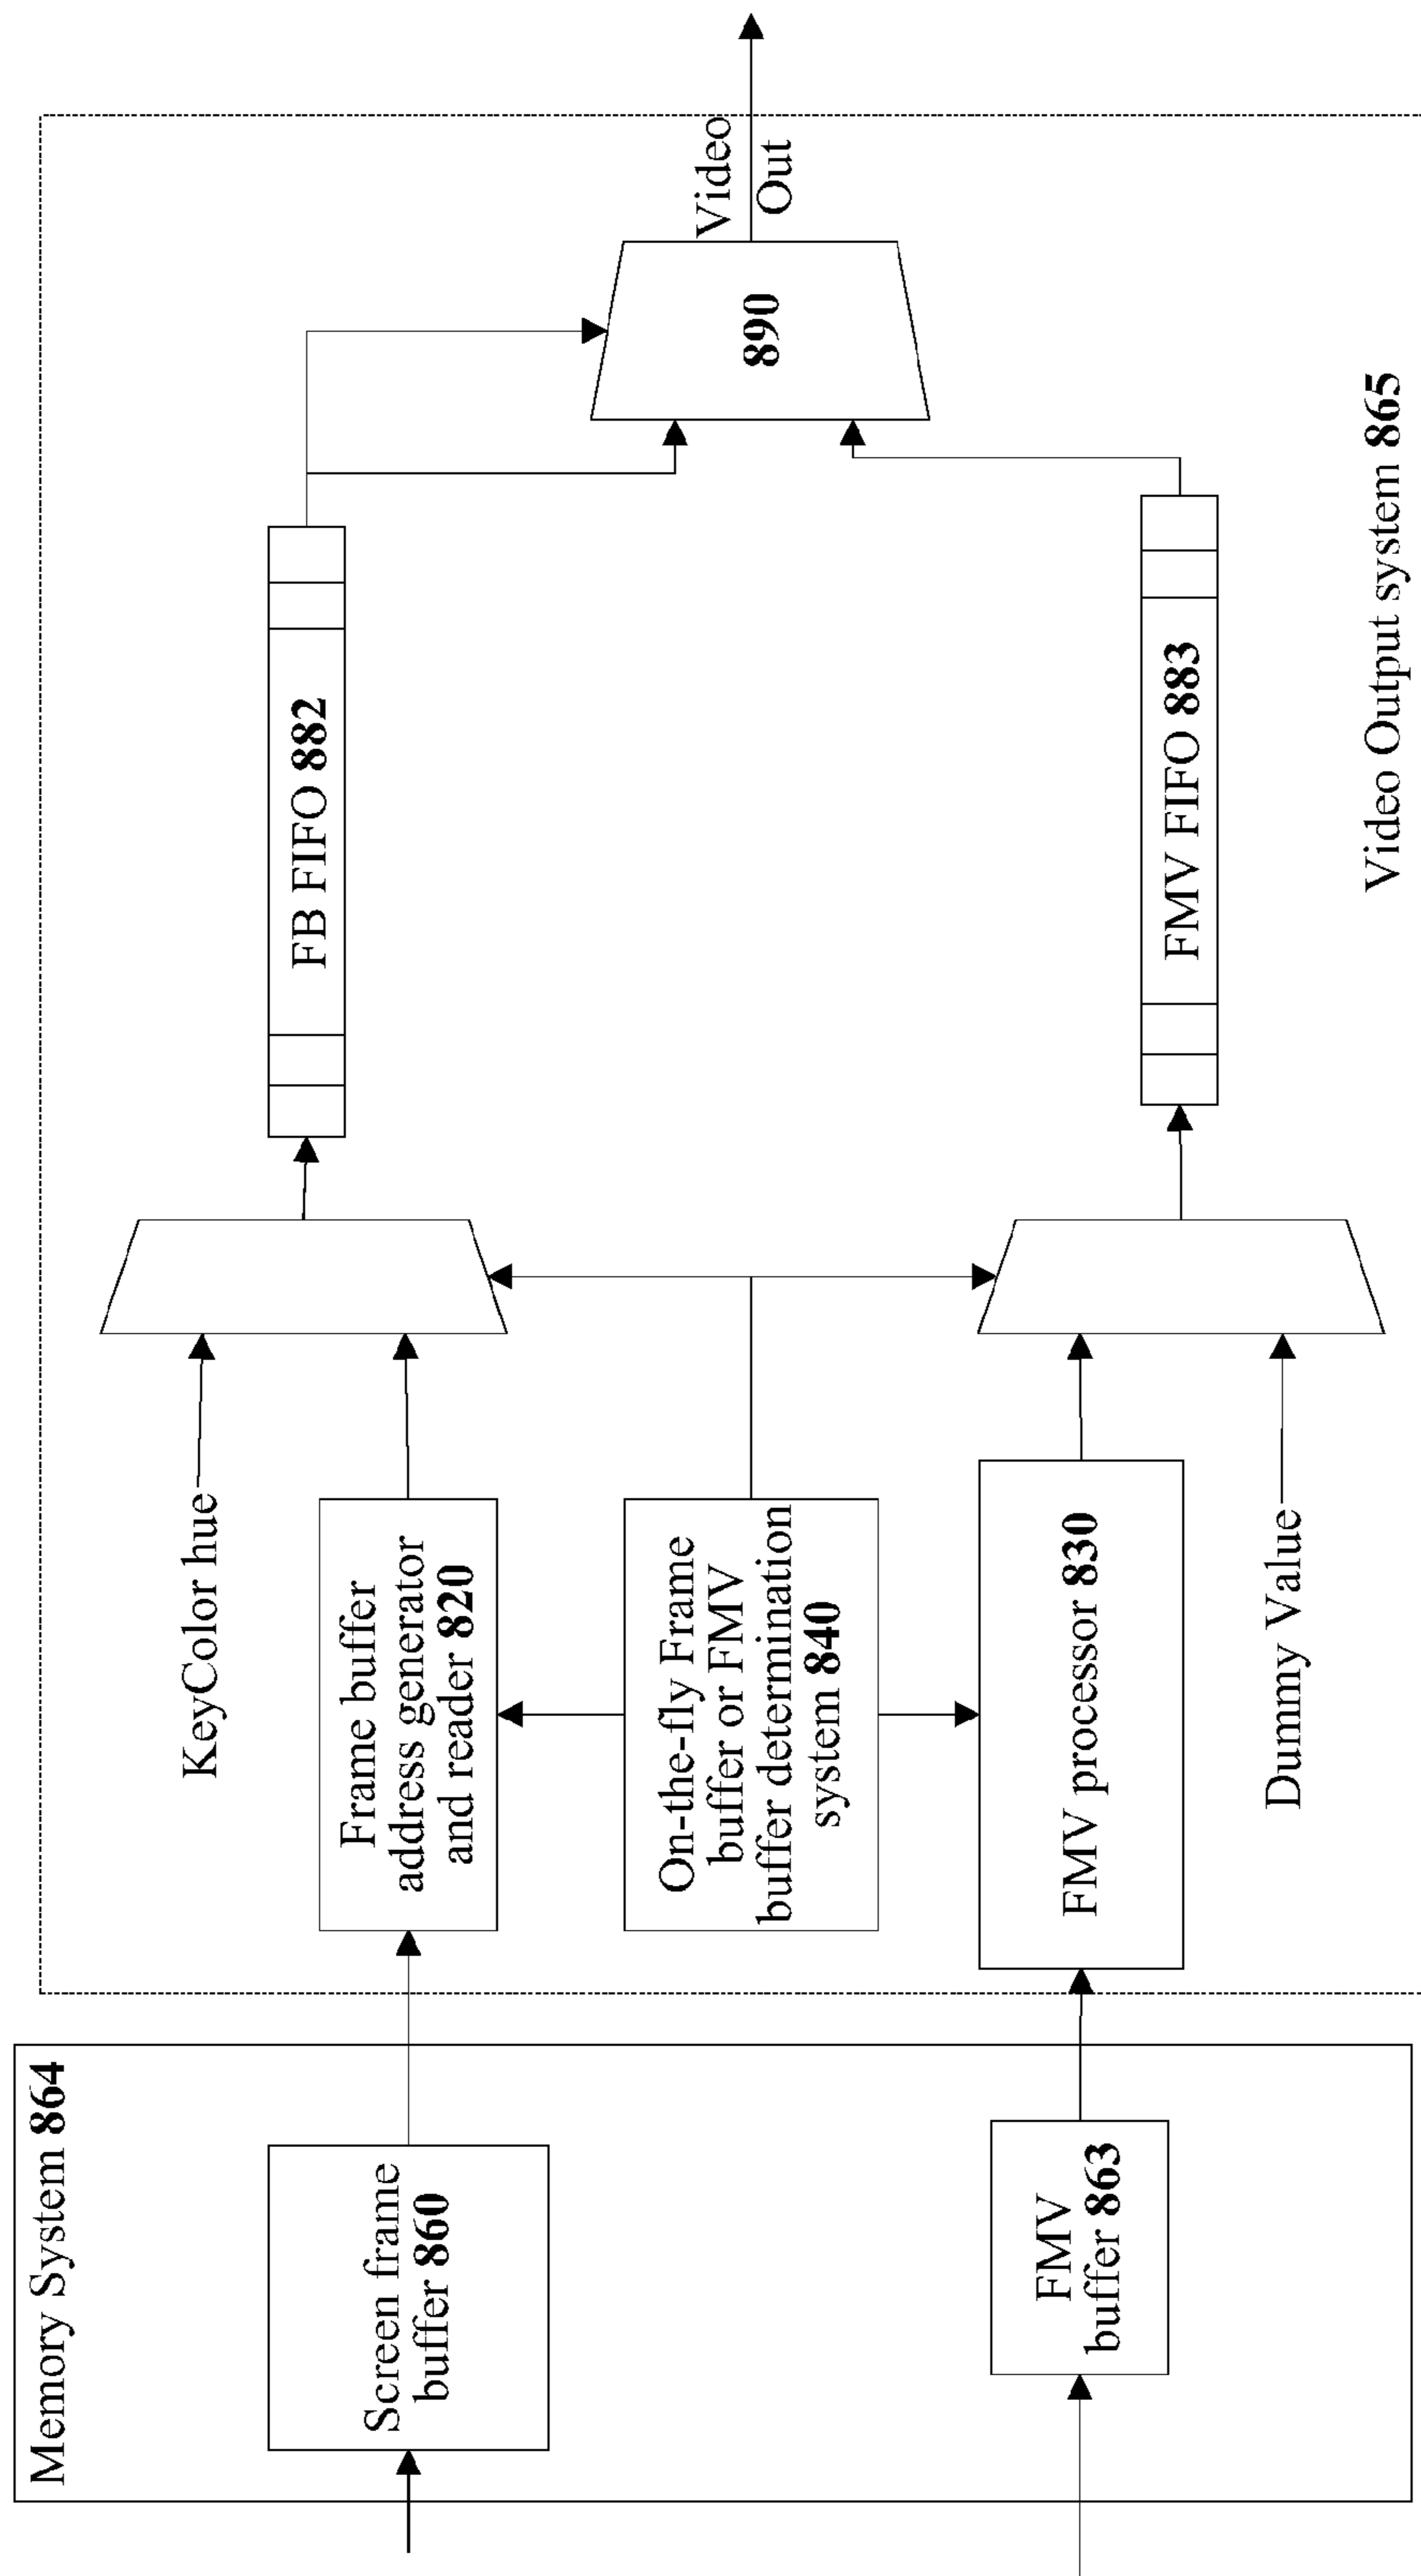 Memory System 864
Screen frame
buffer 860
FMV
buffer 863
KeyColor hue
Frame buffer
address generator
and reader 820
On-the-fly Frame
buffer or FMV
buffer determination
system 840
FMV processor 830
Dummy Value
FB FIFO 882
FMV FIFO 883
890
Video
Out
Video Output system 865